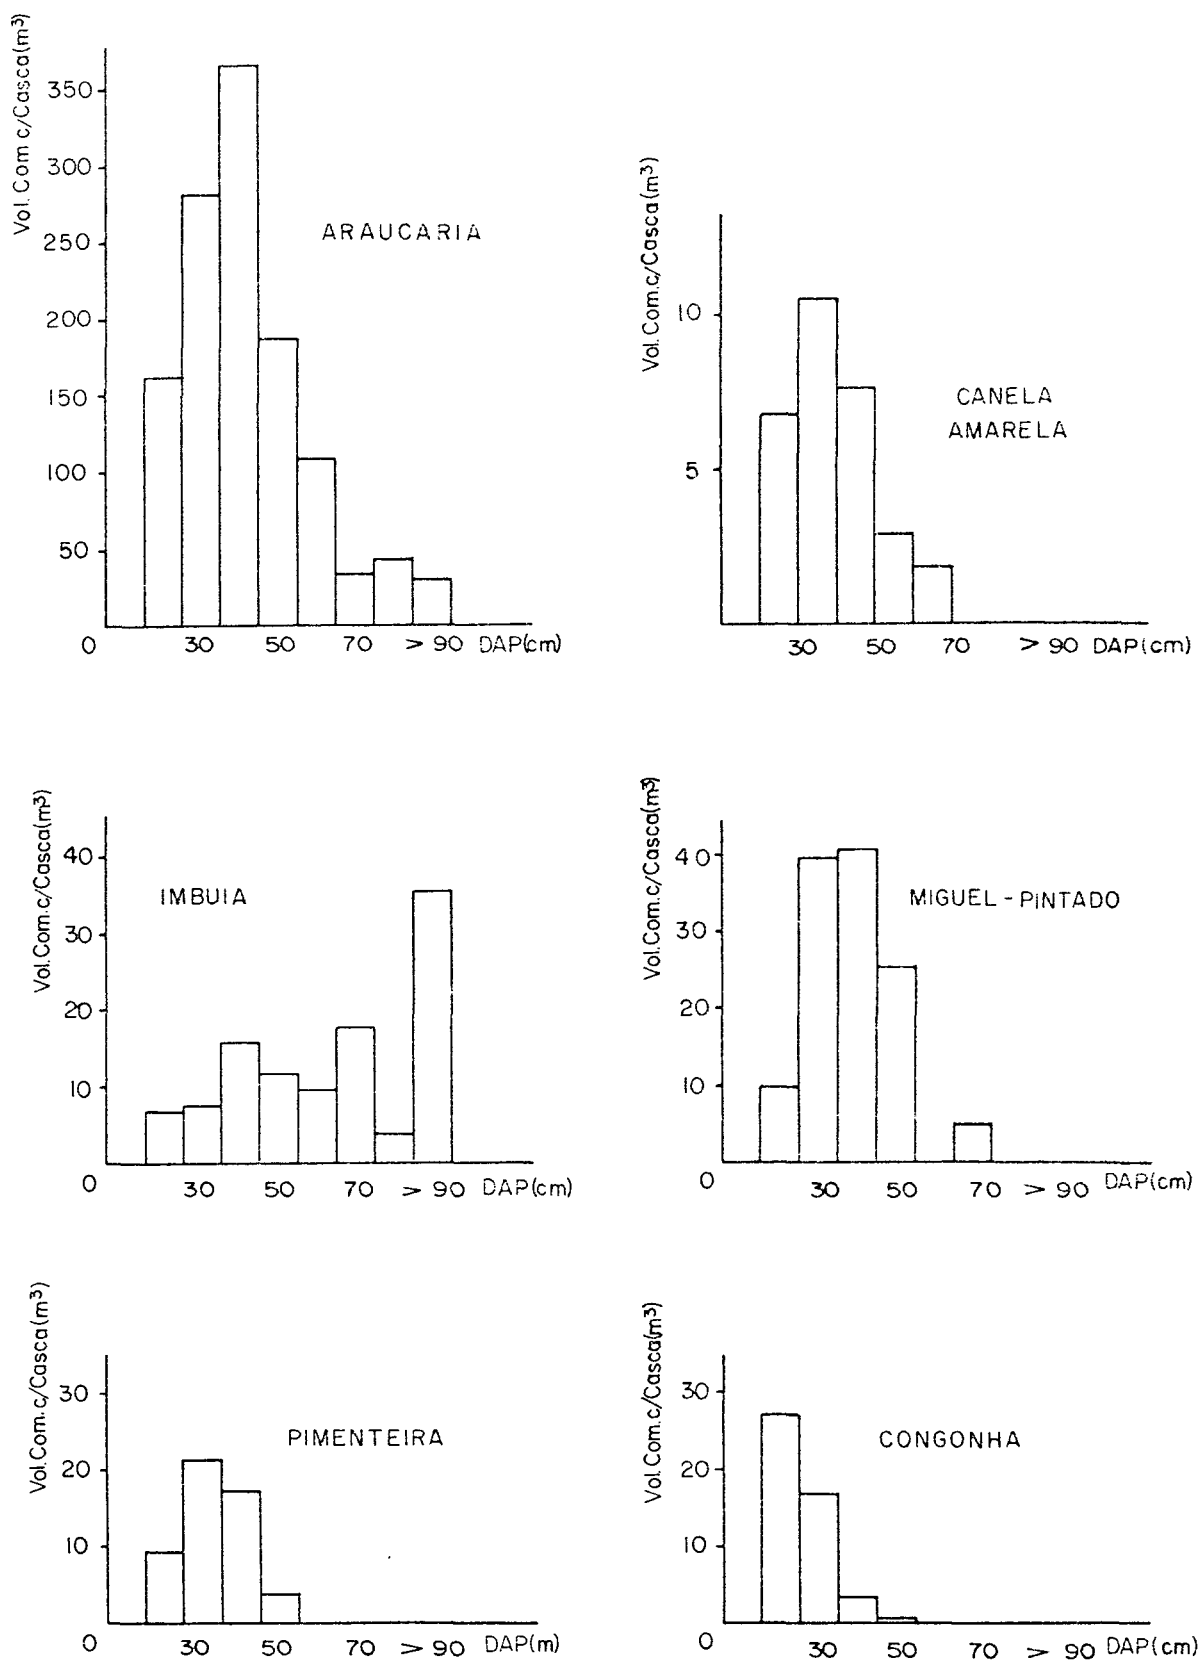 Vol.Com c/Casca(m³)
350
300
250
200
150
100
50
0
30 50 70 > 90 DAP(cm)
ARAUCARIA
Vol.Com.c/Casca(m³)
10
5
30 50 70 > 90 DAP(cm)
CANELA
AMARELA
Vol.Com.c/Casca(m³)
40
30
20
10
0
30 50 70 > 90 DAP(cm)
IMBUIA
Vol.Com.c/Casca(m³)
40
30
20
10
0
30 50 70 > 90 DAP(cm)
MIGUEL-PINTADO
Vol.Com.c/Casca(m³)
30
20
10
0
30 50 70 > 90 DAP(m)
PIMENTEIRA
Vol.Com.c/Casca(m³)
30
20
10
0
30 50 70 > 90 DAP(cm)
CONGONHA